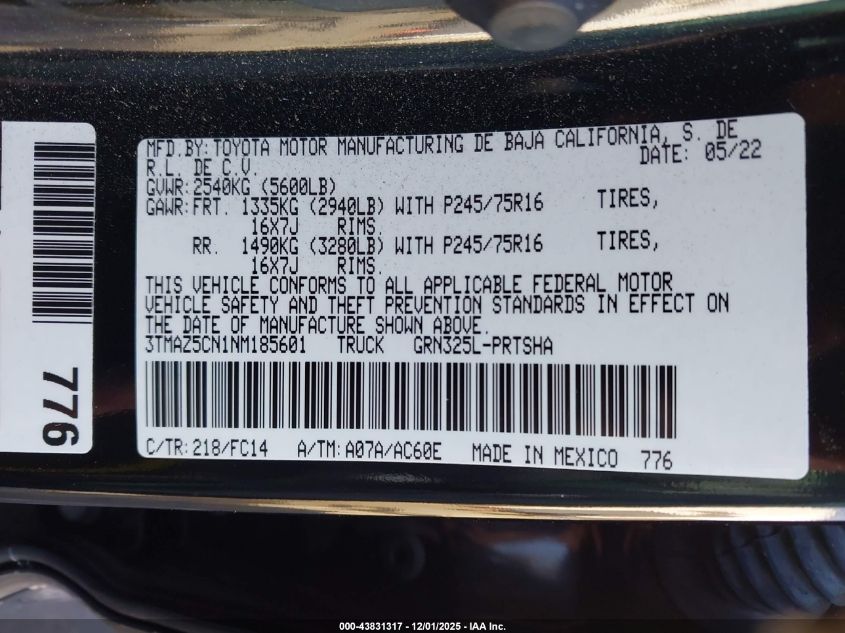 MFD.BY: TOYOTA MOTOR MANUFACTURING DE BAJA CALIFORNIA, S. DE
R.L. DE C.V. DATE: 05/22
GVWR: 2540KG (5600LB)
GAWR: FRT. 1335KG (2940LB) WITH P245/75R16 TIRES,
16X7J RIMS.
RR. 1490KG (3280LB) WITH P245/75R16 TIRES,
16X7J RIMS.
THIS VEHICLE CONFORMS TO ALL APPLICABLE FEDERAL MOTOR
VEHICLE SAFETY AND THEFT PREVENTION STANDARDS IN EFFECT ON
THE DATE OF MANUFACTURE SHOWN ABOVE.
3TMAZ5CN1NM185601 TRUCK GRN325L-PRTSHA
C/TR: 218/FC14 A/TM: A07A/AC60E MADE IN MEXICO 776
776
000-43831317 - 12/01/2025 - IAA Inc.